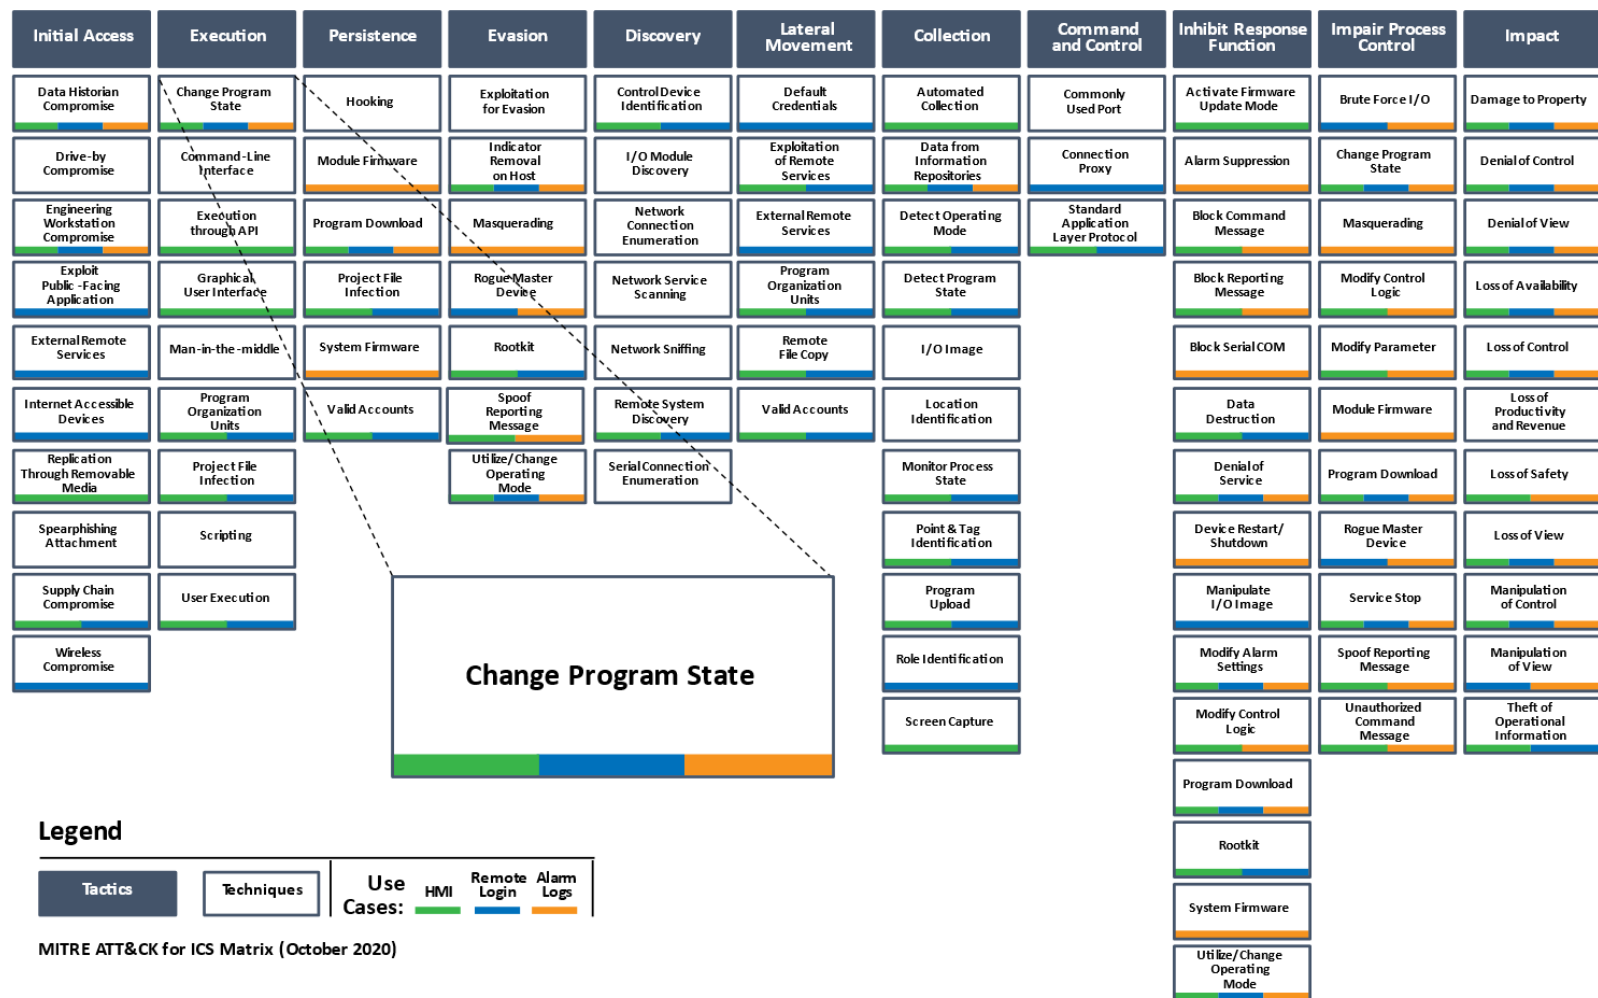 Initial Access
Execution
Persistence
Evasion
Discovery
Lateral
Movement
Collection
Command
and Control
Inhibit Response
Function
Impair Process
Control
Impact
Data Historian
Compromise
Drive-by
Compromise
Engineering
Workstation
Compromise
Exploit
Public -Facing
Application
External Remote
Services
Internet Accessible
Devices
Replication
Through Removable
Media
Spearphishing
Attachment
Supply Chain
Compromise
Wireless
Compromise
Change Program
State
Command -Line
Interface
Execution
through API
Graphical
User Interface
Man-in-the -middle
Program
Organization
Units
Project File
Infection
Scripting
User Execution
Hooking
Module Firmware
Program Download
Project File
Infection
System Firmware
Valid Accounts
Exploitation
for Evasion
Indicator
Removal
on Host
Masquerading
Rogue Master
Device
Rootkit
Spoof
Reporting
Message
Utilize/Change
Operating
Mode
Control Device
Identification
I/O Module
Discovery
Network
Connection
Enumeration
Network Service
Scanning
Network Sniffing
Remote System
Discovery
Serial Connection
Enumeration
Default
Credentials
Exploitation
of Remote
Services
External Remote
Services
Program
Organization
Units
Remote
File Copy
Valid Accounts
Automated
Collection
Data from
Information
Repositories
Detect Operating
Mode
Detect Program
State
I/O Image
Location
Identification
Monitor Process
State
Point & Tag
Identification
Program
Upload
Role Identification
Screen Capture
Commonly
Used Port
Connection
Proxy
Standard
Application
Layer Protocol
Activate Firmware
Update Mode
Alarm Suppression
Block Command
Message
Block Reporting
Message
Block Serial COM
Data
Destruction
Denial of
Service
Device Restart/
Shutdown
Manipulate
I/O Image
Modify Alarm
Settings
Modify Control
Logic
Program Download
Rootkit
System Firmware
Utilize/Change
Operating
Mode
Brute Force I/O
Change Program
State
Masquerading
Modify Control
Logic
Modify Parameter
Module Firmware
Program Download
Rogue Master
Device
Service Stop
Spoof Reporting
Message
Unauthorized
Command
Message
Damage to Property
Denial of Control
Denial of View
Loss of Availability
Loss of Control
Loss of
Productivity
and Revenue
Loss of Safety
Loss of View
Manipulation
of Control
Manipulation
of View
Theft of
Operational
Information
Change Program State
Legend
Tactics
Techniques
Use
Cases:
HMI
Remote
Login
Alarm
Logs
MITRE ATT&CK for ICS Matrix (October 2020)